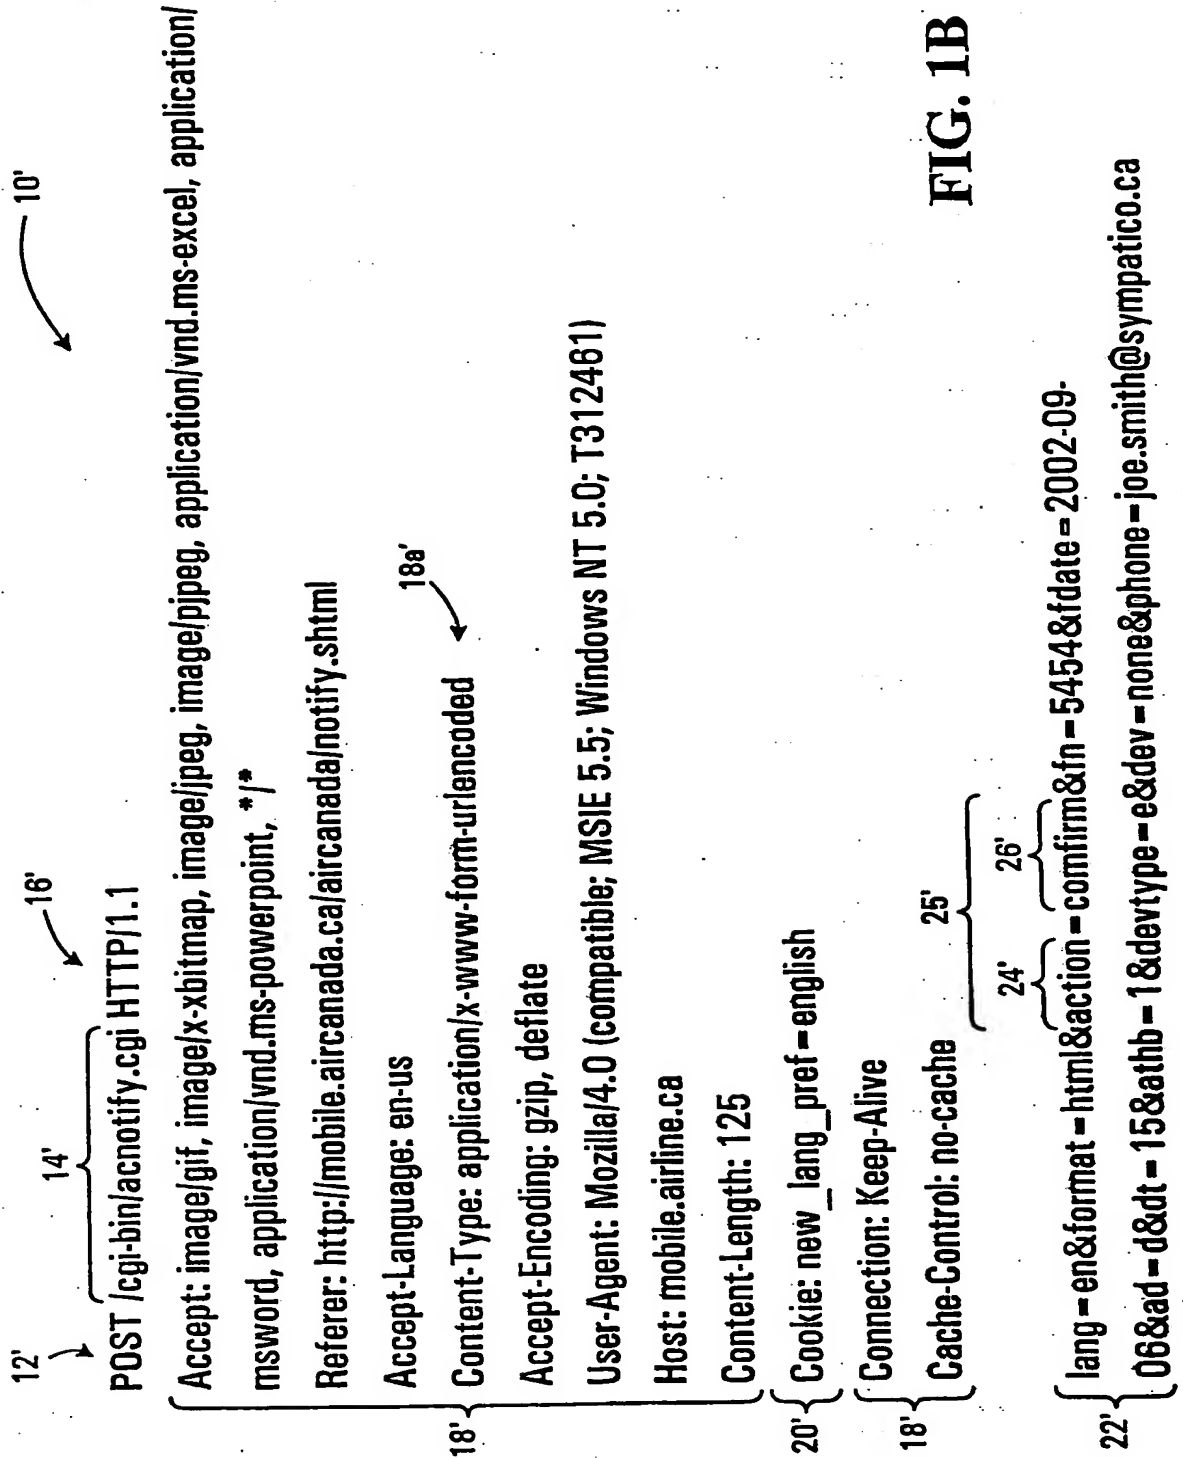 10'
12'
14'
16'
POST /cgi-bin/acnotify.cgi HTTP/1.1
Accept: image/gif, image/x-xbitmap, image/jpeg, image/pjpeg, application/vnd.ms-excel, application/
msword, application/vnd.ms-powerpoint, */*
Referer: http://mobile.aircanada.ca/aircanada/notify.shtml
Accept-Language: en-us
18a'
Content-Type: application/x-www-form-urlencoded
Accept-Encoding: gzip, deflate
User-Agent: Mozilla/4.0 (compatible; MSIE 5.5; Windows NT 5.0; T312461)
Host: mobile.airline.ca
Content-Length: 125
18'
20'
Cookie: new_lang_pref=english
18'
Connection: Keep-Alive
Cache-Control: no-cache
25'
24'
26'
lang=en&format=html&action=comfirm&fn=5454&fdate=2002-09-
06&ad=d&dt=15&athb=1&devtype=e&dev=none&phone=joe.smith@sympatico.ca
22'
FIG. 1B